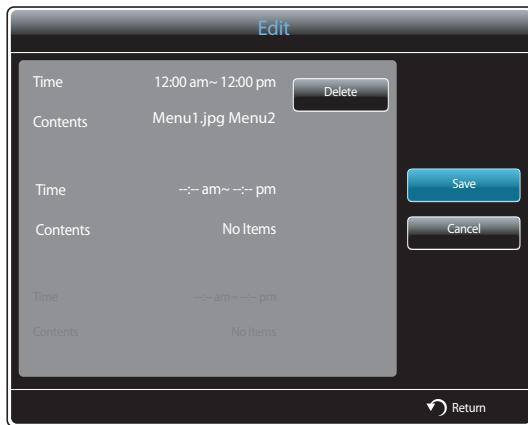 Edit
Time 12:00 am~ 12:00 pm
Delete
Contents Menu1.jpg Menu2
Time --:-- am~ --:-- pm
Save
Contents No Items
Cancel
Time --:-- am~ --:-- pm
Contents No Items
Return